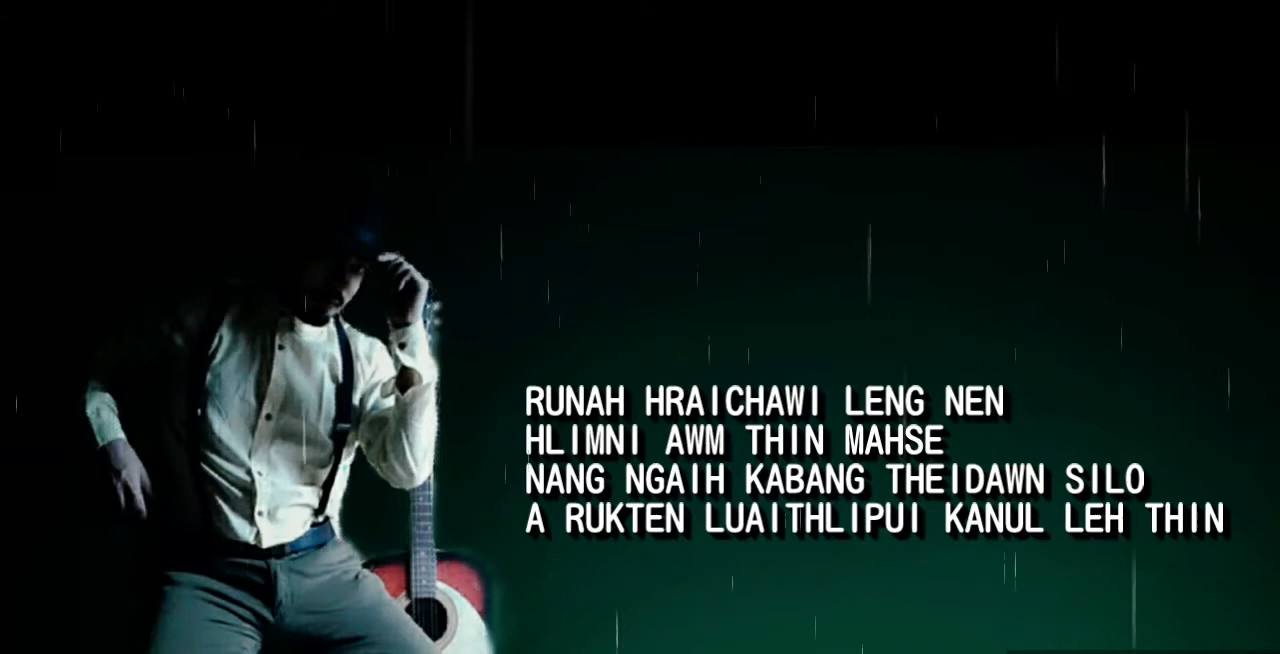 RUNAH HRAICHAWI LENG NEN
HLIMNI AWM THIN MAHSE
NANG NGAIH KABANG THEIDAWN SILO
A RUKTEN LUAITHLIPUI KANUL LEH THIN